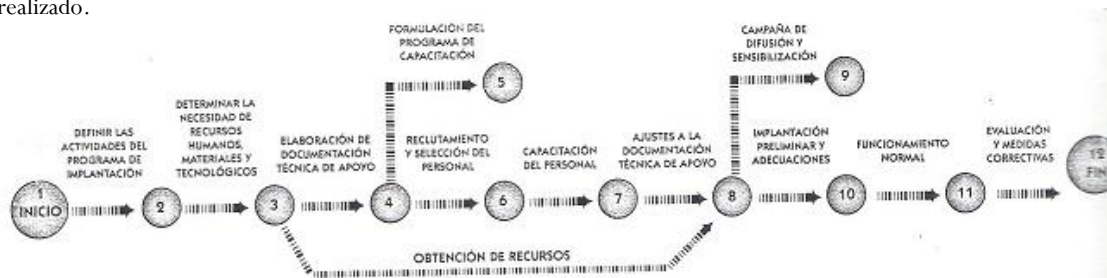 realizado.
FORMULACIÓN DEL
PROGRAMA DE
CAPACITACIÓN
5
CAMPAÑA DE
DIFUSIÓN Y
SENSIBILIZACIÓN
9
DEFINIR LAS
ACTIVIDADES DEL
PROGRAMA DE
IMPLANTACIÓN
DETERMINAR LA
NECESIDAD DE
RECURSOS
HUMANOS,
MATERIALES Y
TECNOLÓGICOS
ELABORACIÓN DE
DOCUMENTACIÓN
TÉCNICA DE APOYO
RECLUTAMIENTO
Y SELECCIÓN DEL
PERSONAL
CAPACITACIÓN
DEL PERSONAL
AJUSTES A LA
DOCUMENTACIÓN
TÉCNICA DE APOYO
IMPLANTACIÓN
PRELIMINAR Y
ADECUACIONES
FUNCIONAMIENTO
NORMAL
EVALUACIÓN
Y MEDIDAS
CORRECTIVAS
1
INICIO
2
3
4
6
7
8
10
11
12
FIN
OBTENCIÓN DE RECURSOS